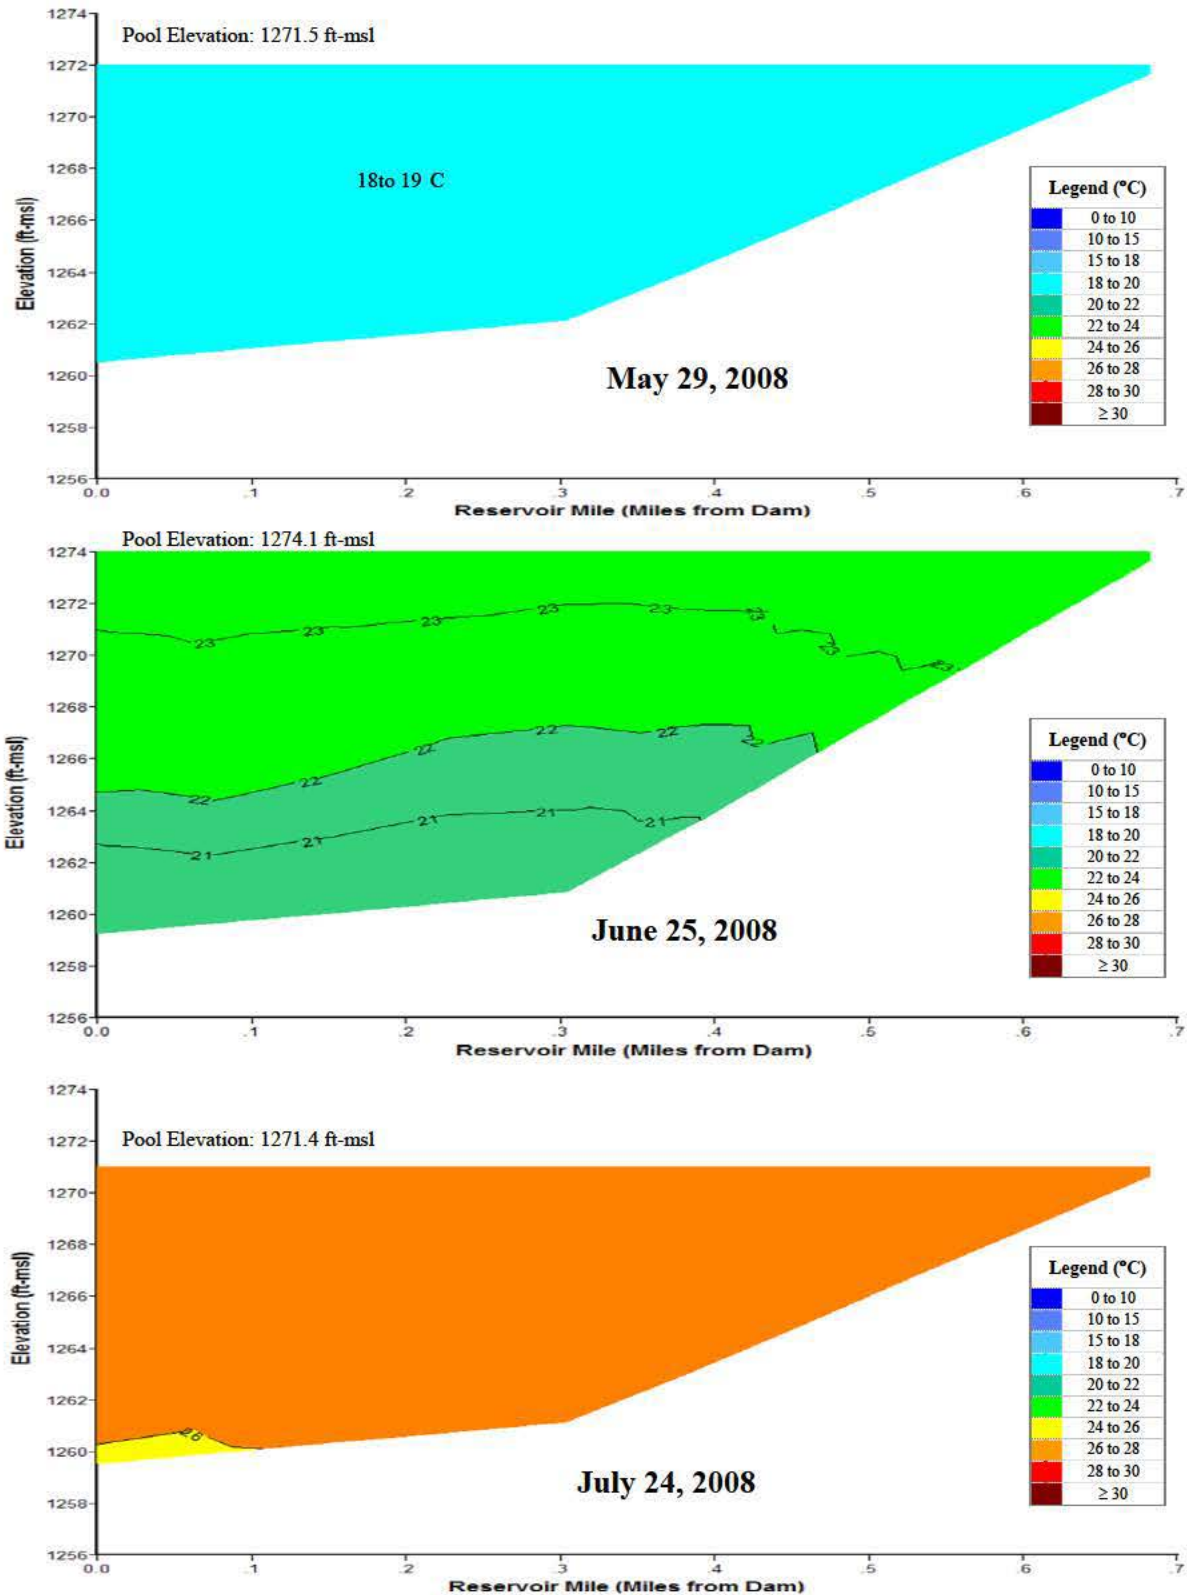 1274
Pool Elevation: 1271.5 ft-msl
1272
1270
1268
18to 19 C
1266
1264
1262
1260
1258
1256
Elevation (ft-msl)
Legend (°C)
0 to 10
10 to 15
15 to 18
18 to 20
20 to 22
22 to 24
24 to 26
26 to 28
28 to 30
≥ 30
May 29, 2008
0.0 .1 .2 .3 .4 .5 .6 .7
Reservoir Mile (Miles from Dam)
Pool Elevation: 1274.1 ft-msl
1274
1272
1270
1268
1266
1264
1262
1260
1258
1256
Elevation (ft-msl)
23 23 23 23 23 23 23 23
22 22 22 22 22 22
21 21 21 21 21
Legend (°C)
0 to 10
10 to 15
15 to 18
18 to 20
20 to 22
22 to 24
24 to 26
26 to 28
28 to 30
≥ 30
June 25, 2008
0.0 .1 .2 .3 .4 .5 .6 .7
Reservoir Mile (Miles from Dam)
1274
1272
Pool Elevation: 1271.4 ft-msl
1270
1268
1266
1264
1262
1260
1258
1256
Elevation (ft-msl)
26
Legend (°C)
0 to 10
10 to 15
15 to 18
18 to 20
20 to 22
22 to 24
24 to 26
26 to 28
28 to 30
≥ 30
July 24, 2008
0.0 .1 .2 .3 .4 .5 .6 .7
Reservoir Mile (Miles from Dam)